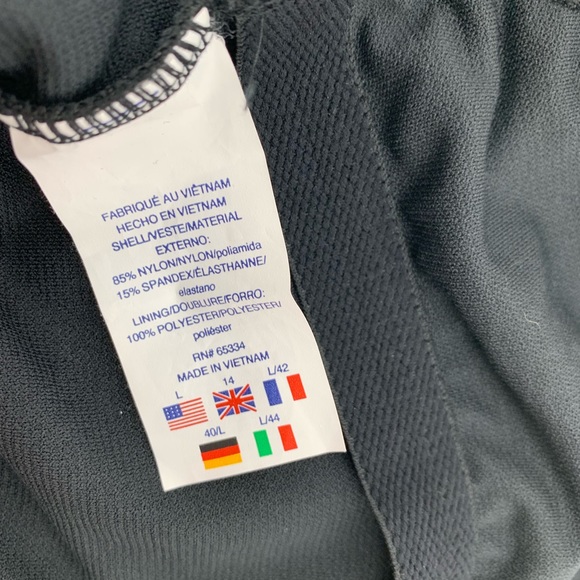 FABRIQUÉ AU VIÊTNAM
HECHO EN VIETNAM
SHELL/VESTE/MATERIAL
EXTERNO:
85% NYLON/NYLON/poliamida
15% SPANDEX/ÉLASTHANNE/
elastano
LINING/DOUBLURE/FORRO:
100% POLYESTER/POLYESTER/
poliéster
RN# 65334
MADE IN VIETNAM
L 14 L/42
40/L L/44